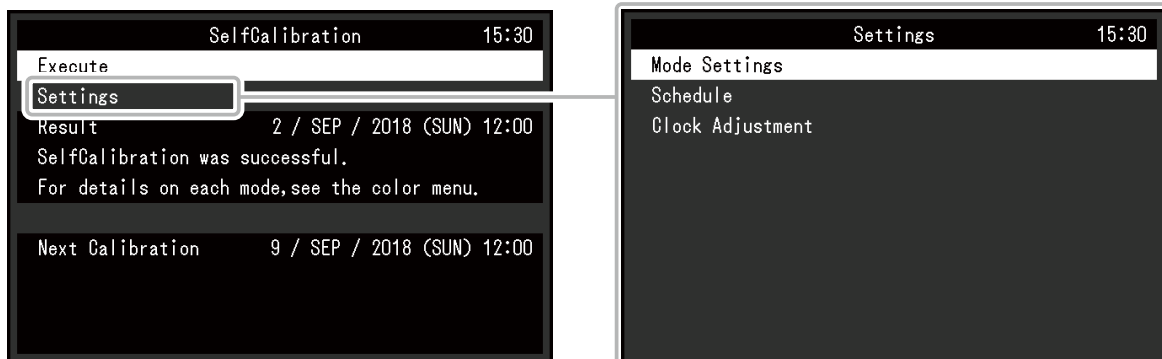 SelfCalibration 15:30
Execute
Settings
Result 2 / SEP / 2018 (SUN) 12:00
SelfCalibration was successful.
For details on each mode,see the color menu.
Next Calibration 9 / SEP / 2018 (SUN) 12:00
Settings 15:30
Mode Settings
Schedule
Clock Adjustment